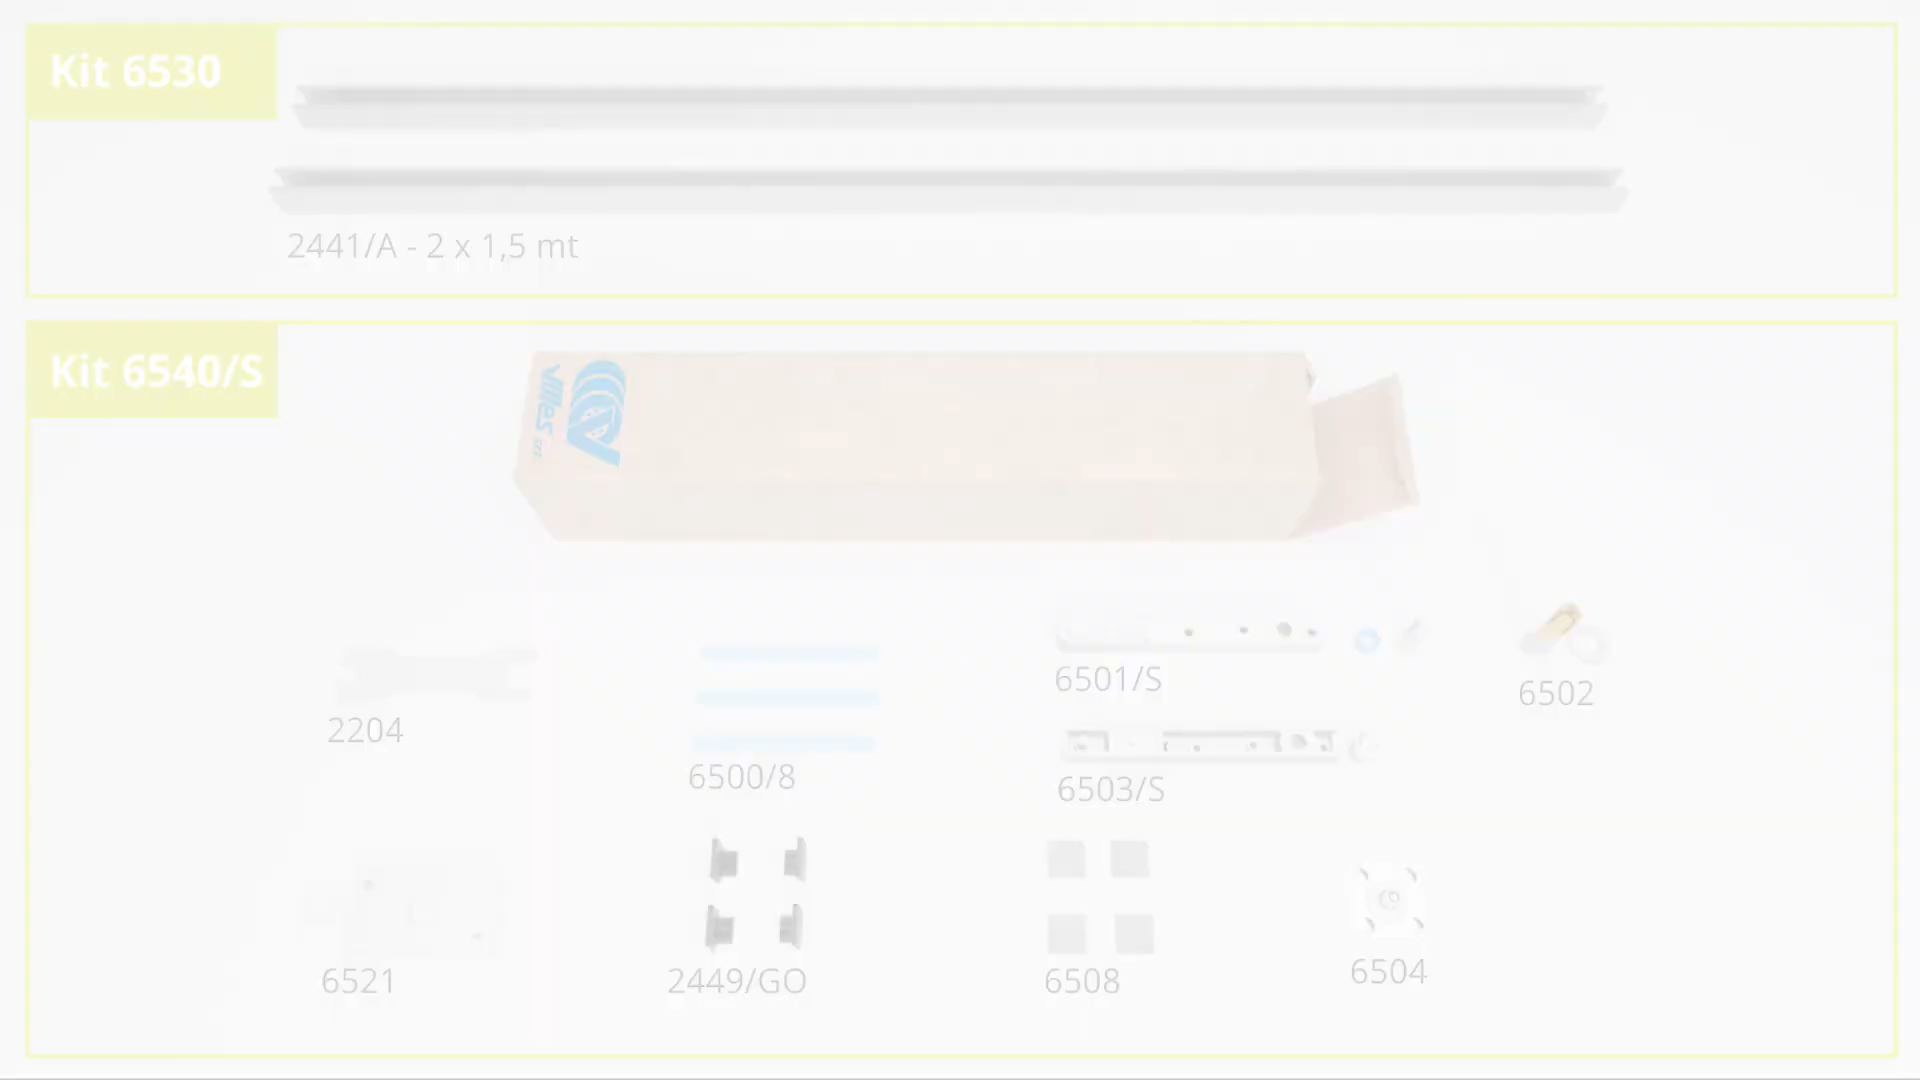 Kit 6530
2441/A - 2 x 1,5 mt
Kit 6540/S
Villes srl
6501/S
6502
2204
6500/8
6503/S
6521
2449/GO
6508
6504